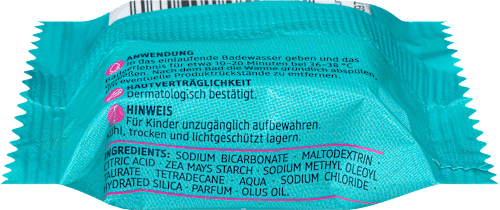 ANWENDUNG
In das einlaufende Badewasser geben und das
Badeerlebnis für etwa 10–20 Minuten bei 36–38 °C
genießen. Nach dem Bad die Wanne gründlich abspülen,
um eventuelle Produktrückstände zu entfernen.
HAUTVERTRÄGLICHKEIT
Dermatologisch bestätigt.
HINWEIS
Für Kinder unzugänglich aufbewahren.
Kühl, trocken und lichtgeschützt lagern.
INGREDIENTS: SODIUM BICARBONATE · MALTODEXTRIN
CITRIC ACID · ZEA MAYS STARCH · SODIUM METHYL OLEOYL
TAURATE · TETRADECANE · AQUA · SODIUM CHLORIDE ·
HYDRATED SILICA · PARFUM · OLUS OIL.